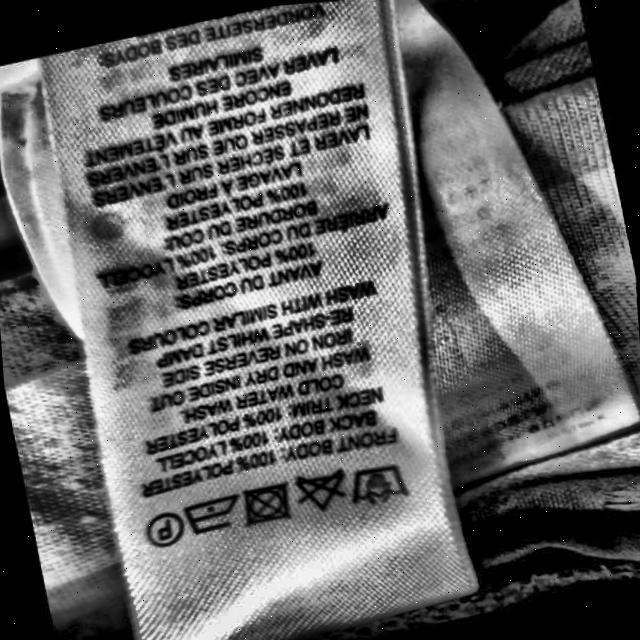 P
FRONT BODY: 100% POLYESTER
BACK BODY: 100% LYOCELL
NECK TRIM: 100% POLYESTER
COLD WATER WASH
WASH AND DRY INSIDE OUT
IRON ON REVERSE SIDE
RE-SHAPE WHILST DAMP
WASH WITH SIMILAR COLOURS
AVANT DU CORPS:
100% POLYESTER
ARRIÈRE DU CORPS: 100% LYOCELL
BORDURE DU COU:
100% POLYESTER
LAVAGE À FROID
LAVER ET SÉCHER SUR L'ENVERS
NE REPASSER QUE SUR L'ENVERS
REDONNER FORME AU VÊTEMENT
ENCORE HUMIDE
LAVER AVEC DES COULEURS
SIMILAIRES
VORDERSEITE DES BODYS